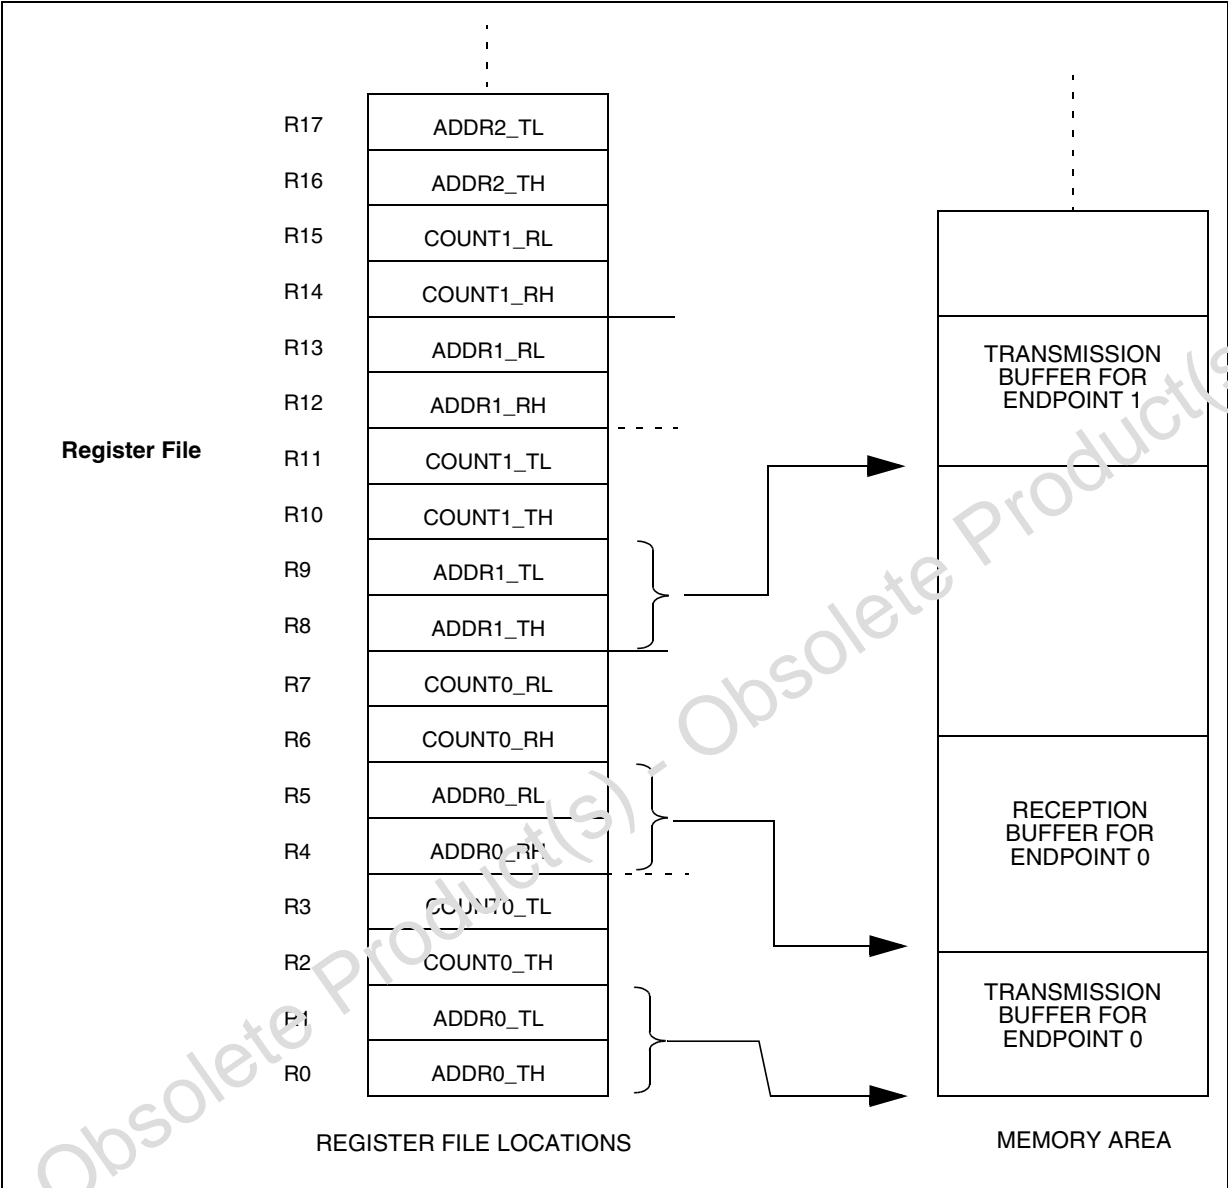 R17 ADDR2_TL
R16 ADDR2_TH
R15 COUNT1_RL
R14 COUNT1_RH
R13 ADDR1_RL
R12 ADDR1_RH
Register File
R11 COUNT1_TL
R10 COUNT1_TH
R9 ADDR1_TL
R8 ADDR1_TH
R7 COUNT0_RL
R6 COUNT0_RH
R5 ADDR0_RL
R4 ADDR0_RH
R3 COUNT0_TL
R2 COUNT0_TH
R1 ADDR0_TL
R0 ADDR0_TH
REGISTER FILE LOCATIONS
TRANSMISSION
BUFFER FOR
ENDPOINT 1
RECEPTION
BUFFER FOR
ENDPOINT 0
TRANSMISSION
BUFFER FOR
ENDPOINT 0
MEMORY AREA
Obsolete Product(s) - Obsolete Product(s